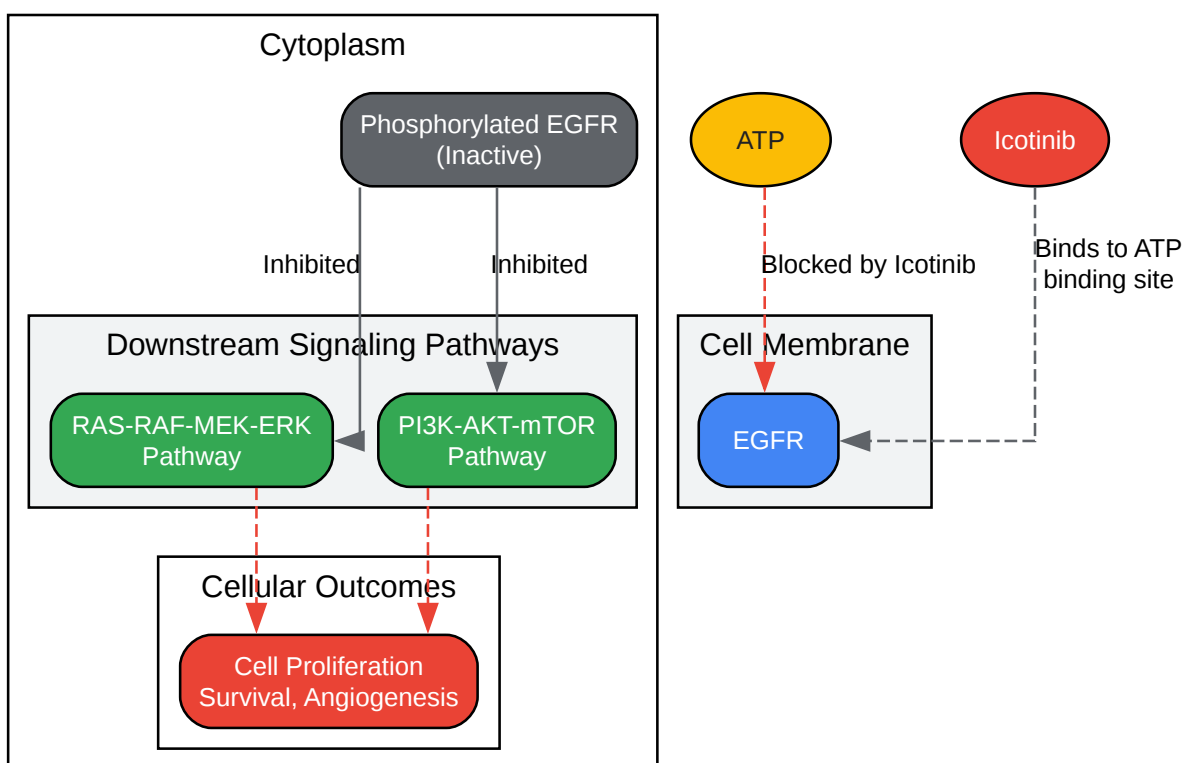 Cytoplasm
Phosphorylated EGFR
(Inactive)
ATP
Icotinib
Inhibited
Inhibited
Blocked by Icotinib
Binds to ATP
binding site
Downstream Signaling Pathways
Cell Membrane
RAS-RAF-MEK-ERK
Pathway
PI3K-AKT-mTOR
Pathway
EGFR
Cellular Outcomes
Cell Proliferation
Survival, Angiogenesis